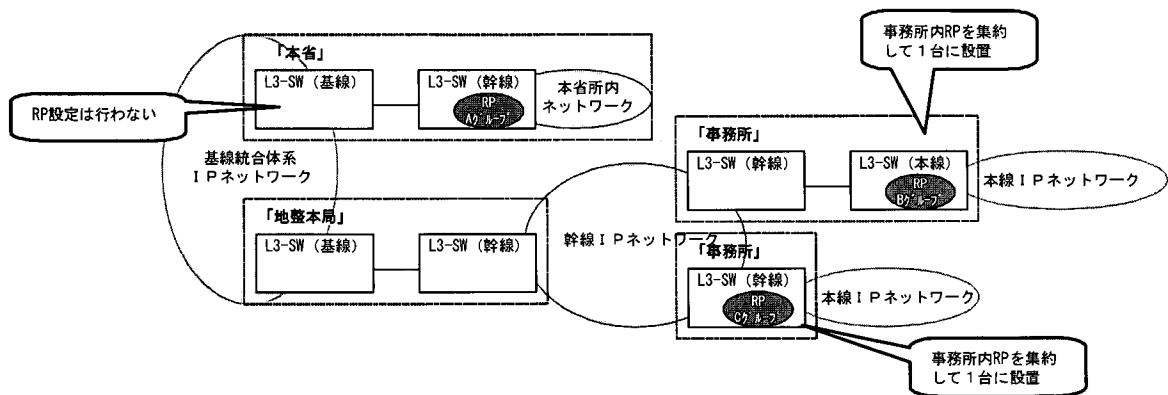 事務所内RPを集約
して１台に設置
「本省」
L3-SW（基線）
L3-SW（幹線）
RP
Aグループ
本省所内
ネットワーク
RP設定は行わない
「事務所」
L3-SW（幹線）
L3-SW（本線）
RP
Bグループ
本線ＩＰネットワーク
基線統合体系
ＩＰネットワーク
「地整本局」
L3-SW（基線）
L3-SW（幹線）
幹線ＩＰネットワーク
「事務所」
L3-SW（幹線）
RP
Cグループ
本線ＩＰネットワーク
事務所内RPを集約
して１台に設置